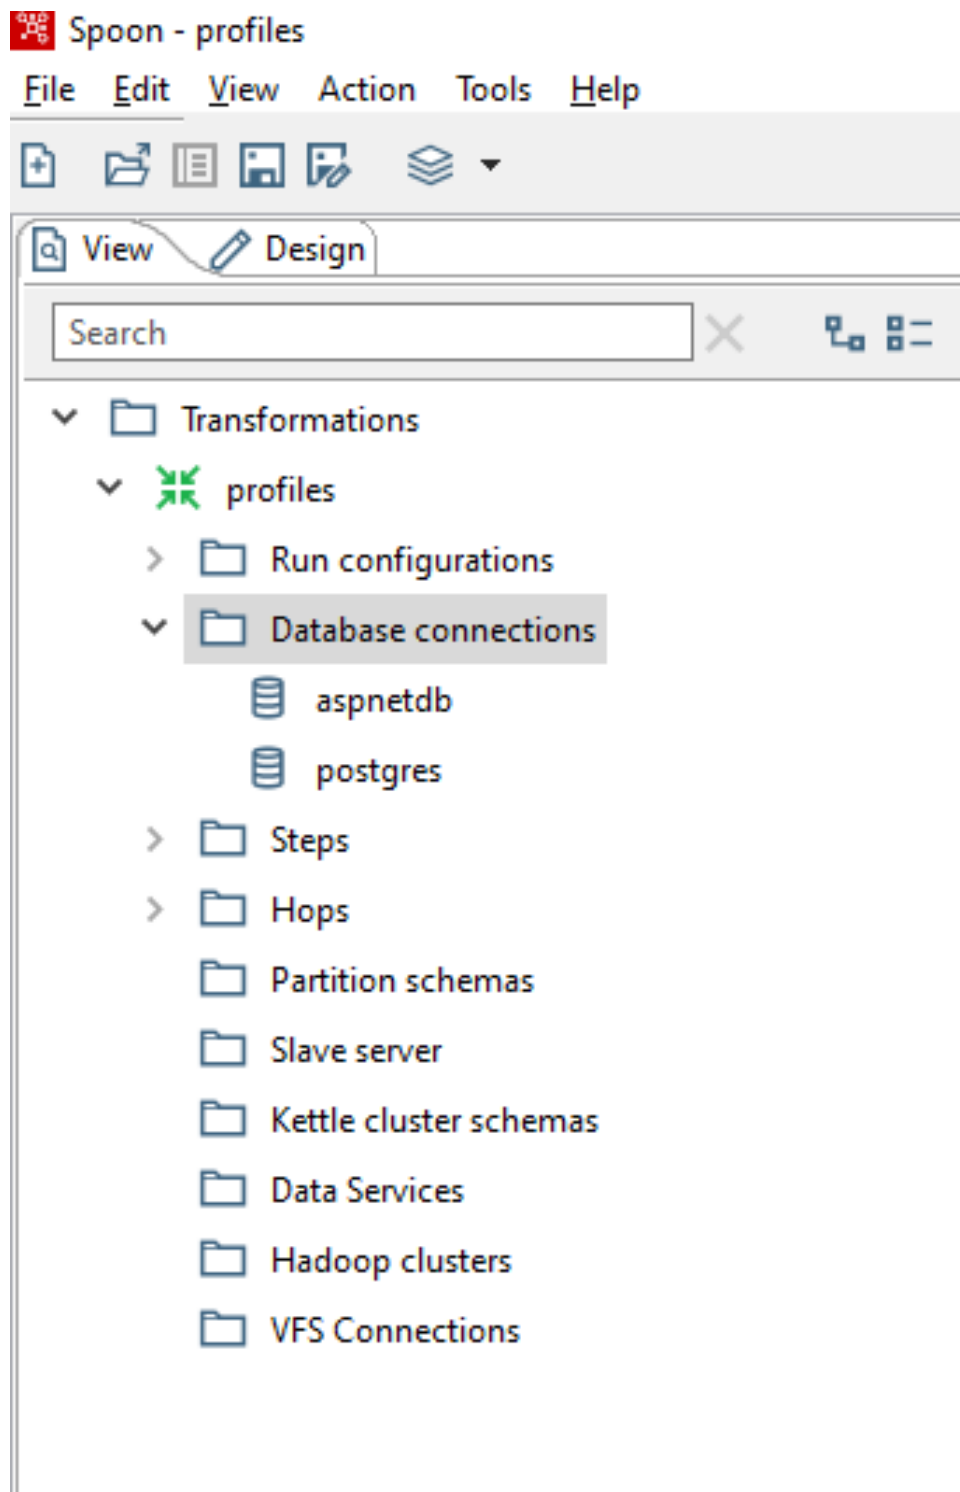 Spoon - profiles
File Edit View Action Tools Help
View Design
Search
Transformations
profiles
Run configurations
Database connections
aspnetdb
postgres
Steps
Hops
Partition schemas
Slave server
Kettle cluster schemas
Data Services
Hadoop clusters
VFS Connections